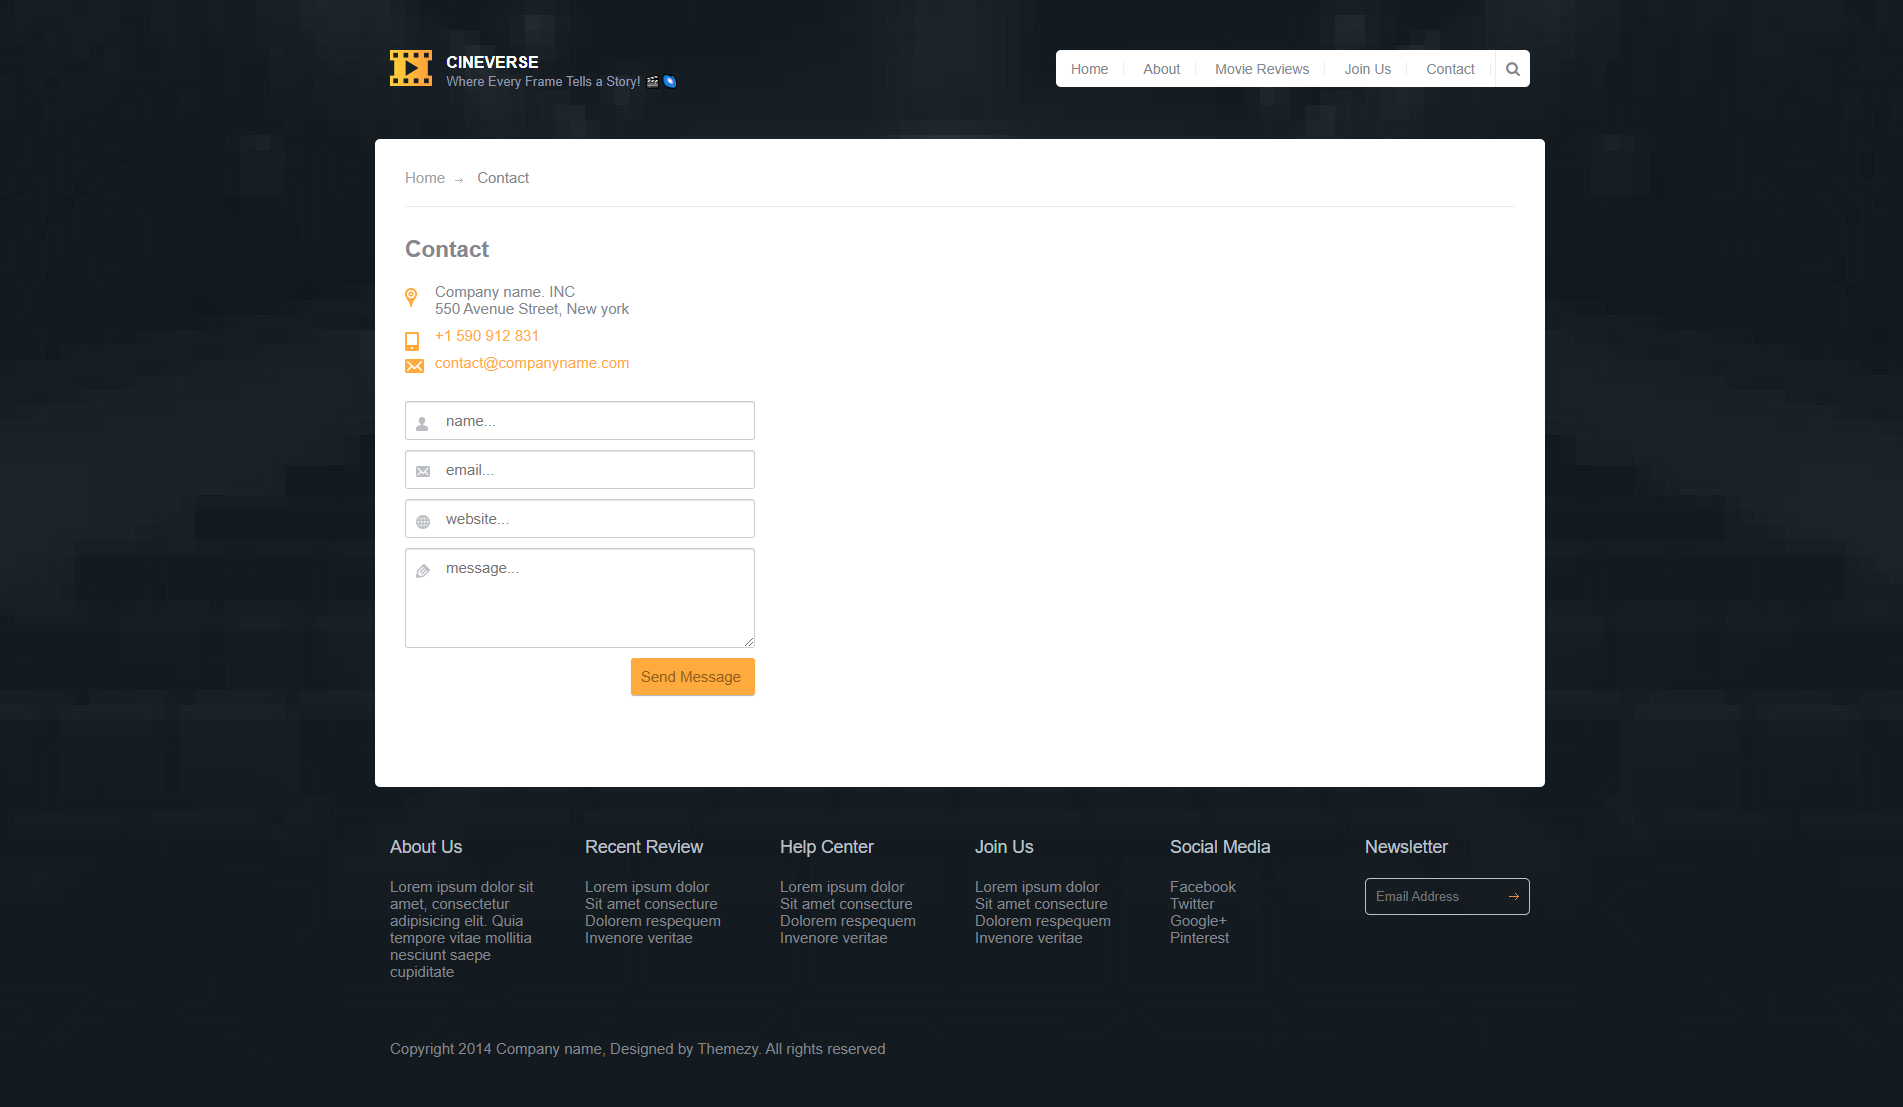 CINEVERSE
Where Every Frame Tells a Story! 🎬 🪐
Home About Movie Reviews Join Us Contact
Home → Contact
Contact
Company name. INC
550 Avenue Street, New york
+1 590 912 831
contact@companyname.com
name...
email...
website...
message...
Send Message
About Us
Lorem ipsum dolor sit
amet, consectetur
adipisicing elit. Quia
tempore vitae mollitia
nesciunt saepe
cupiditate
Recent Review
Lorem ipsum dolor
Sit amet consecture
Dolorem respequem
Invenore veritae
Help Center
Lorem ipsum dolor
Sit amet consecture
Dolorem respequem
Invenore veritae
Join Us
Lorem ipsum dolor
Sit amet consecture
Dolorem respequem
Invenore veritae
Social Media
Facebook
Twitter
Google+
Pinterest
Newsletter
Email Address →
Copyright 2014 Company name, Designed by Themezy. All rights reserved